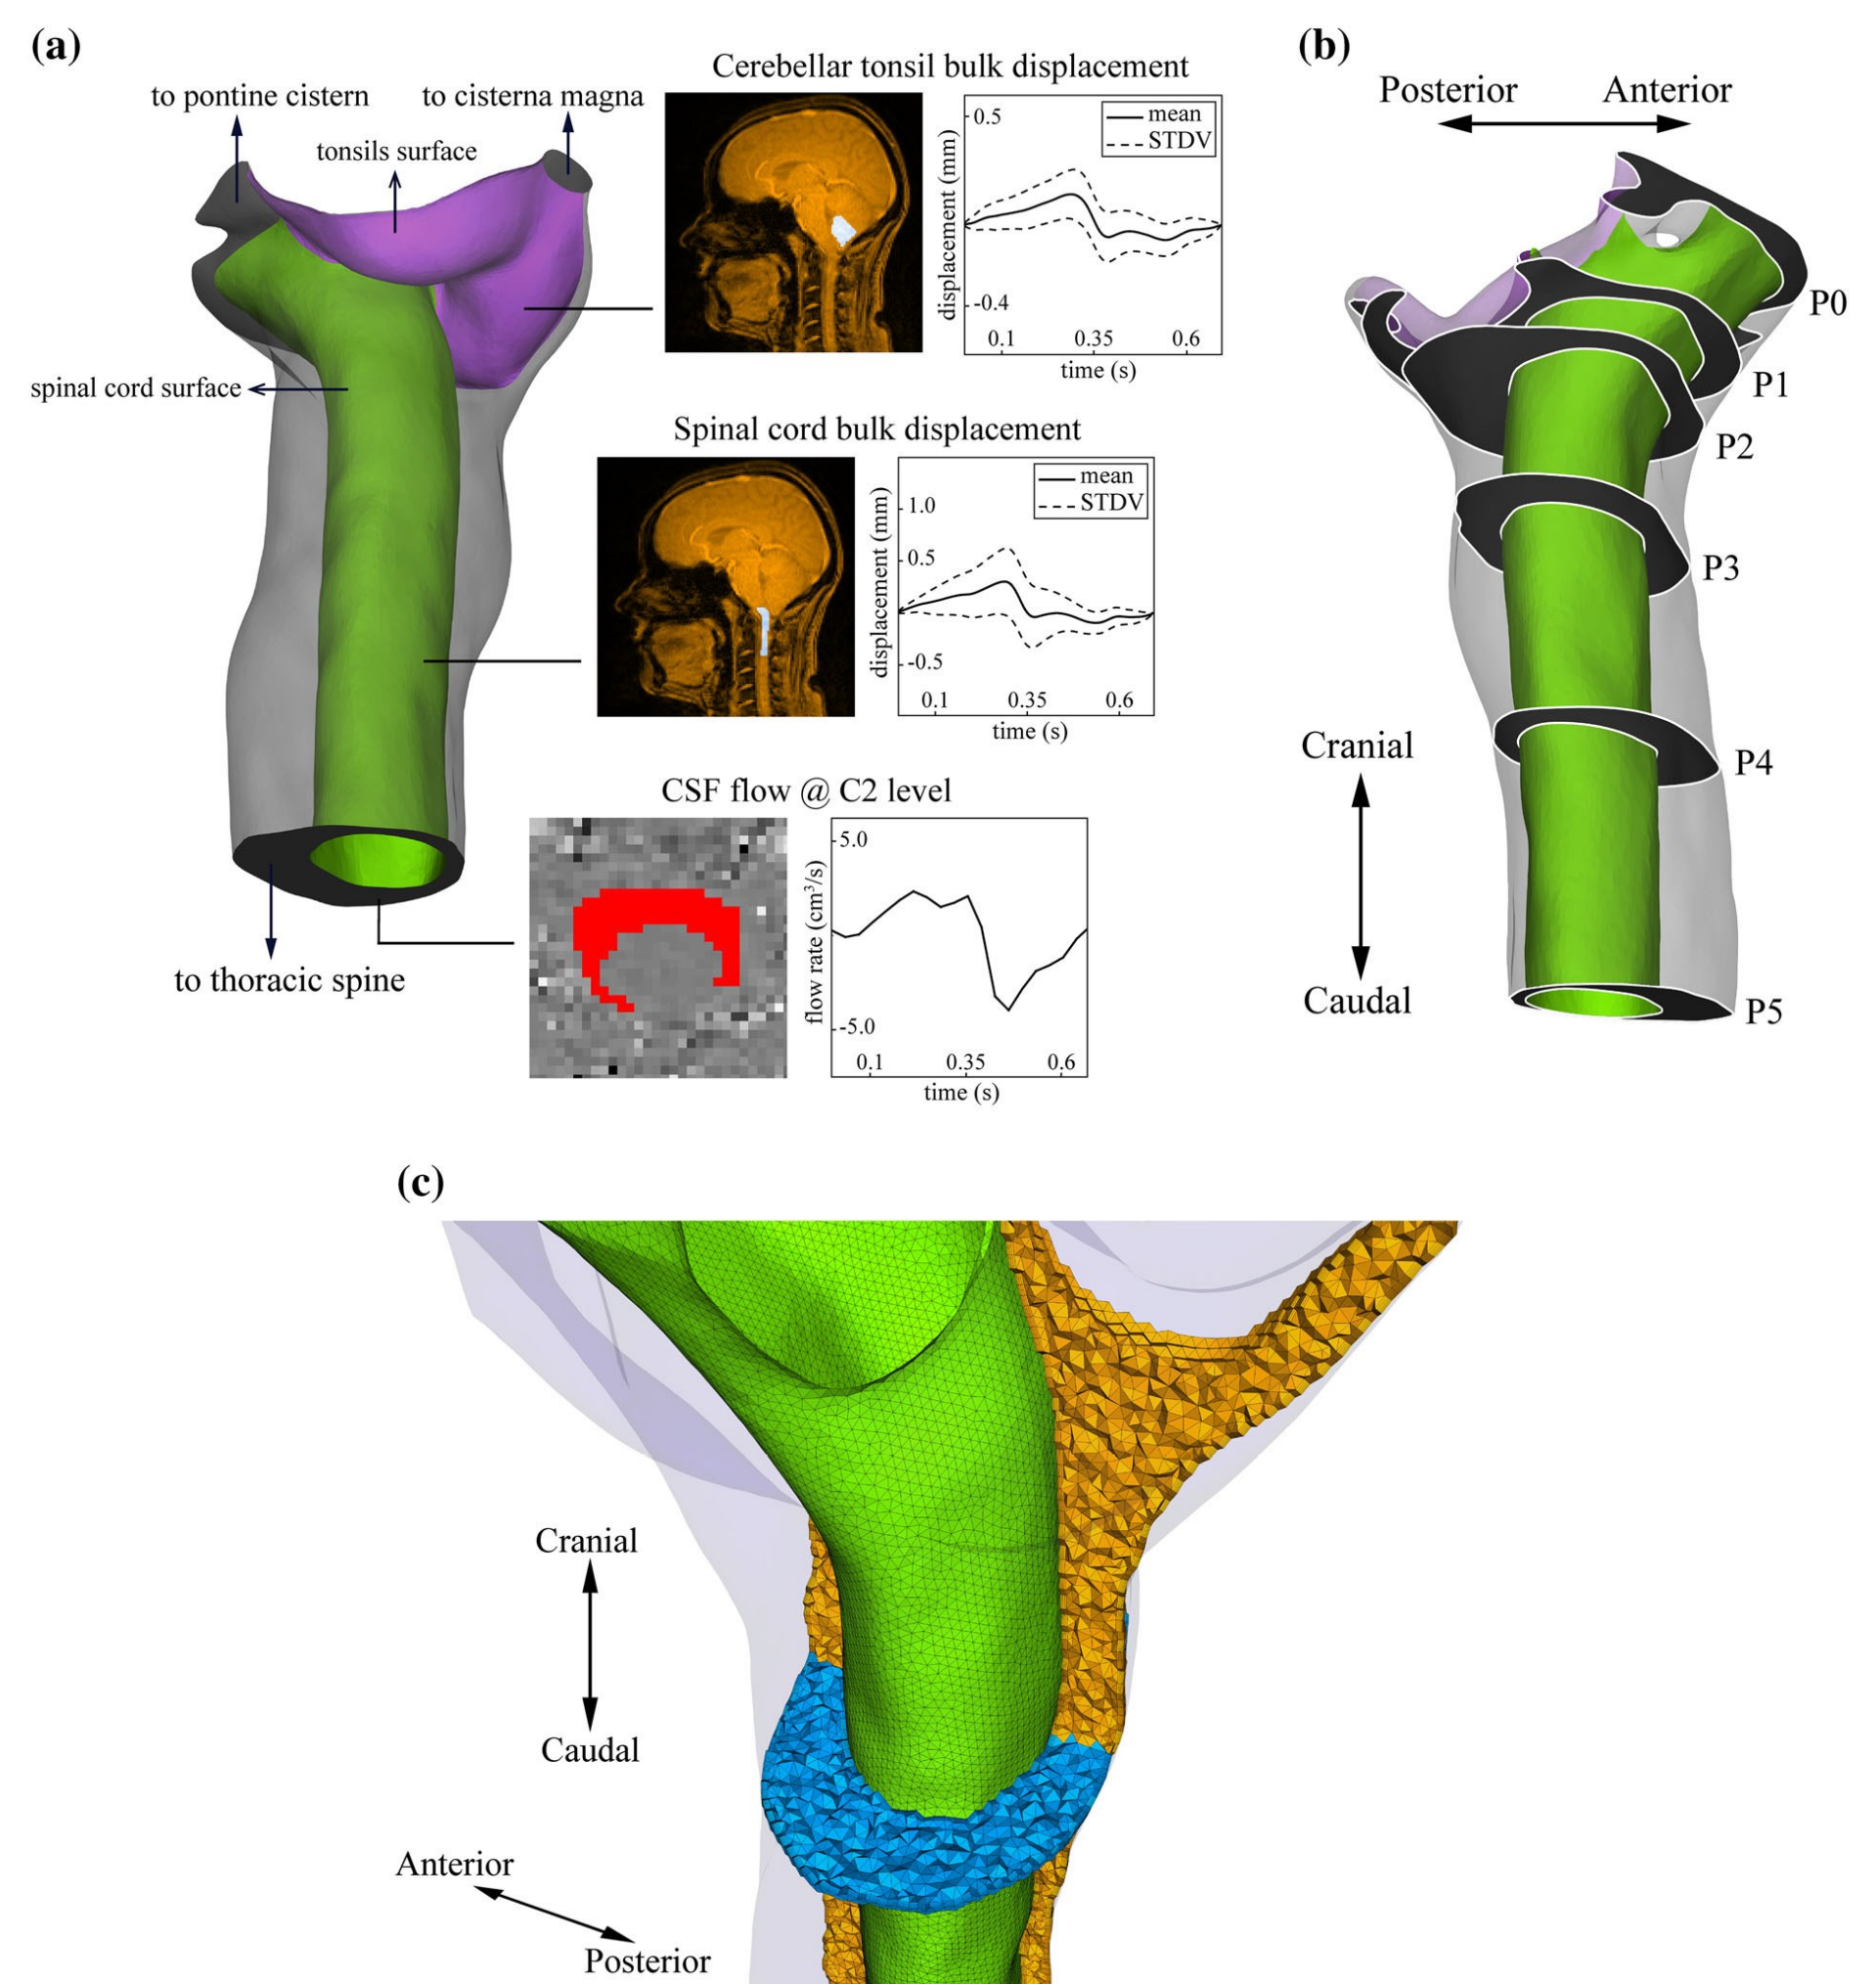 (a)
to pontine cistern
to cisterna magna
tonsils surface
spinal cord surface
to thoracic spine
Cerebellar tonsil bulk displacement
displacement (mm)
0.5
-0.4
mean
STDV
0.1 0.35 0.6
time (s)
Spinal cord bulk displacement
displacement (mm)
1.0
0.5
-0.5
mean
STDV
0.1 0.35 0.6
time (s)
CSF flow @ C2 level
flow rate (cm³/s)
5.0
-5.0
0.1 0.35 0.6
time (s)
(b)
Posterior Anterior
P0
P1
P2
P3
P4
P5
Cranial
Caudal
(c)
Cranial
Caudal
Anterior
Posterior